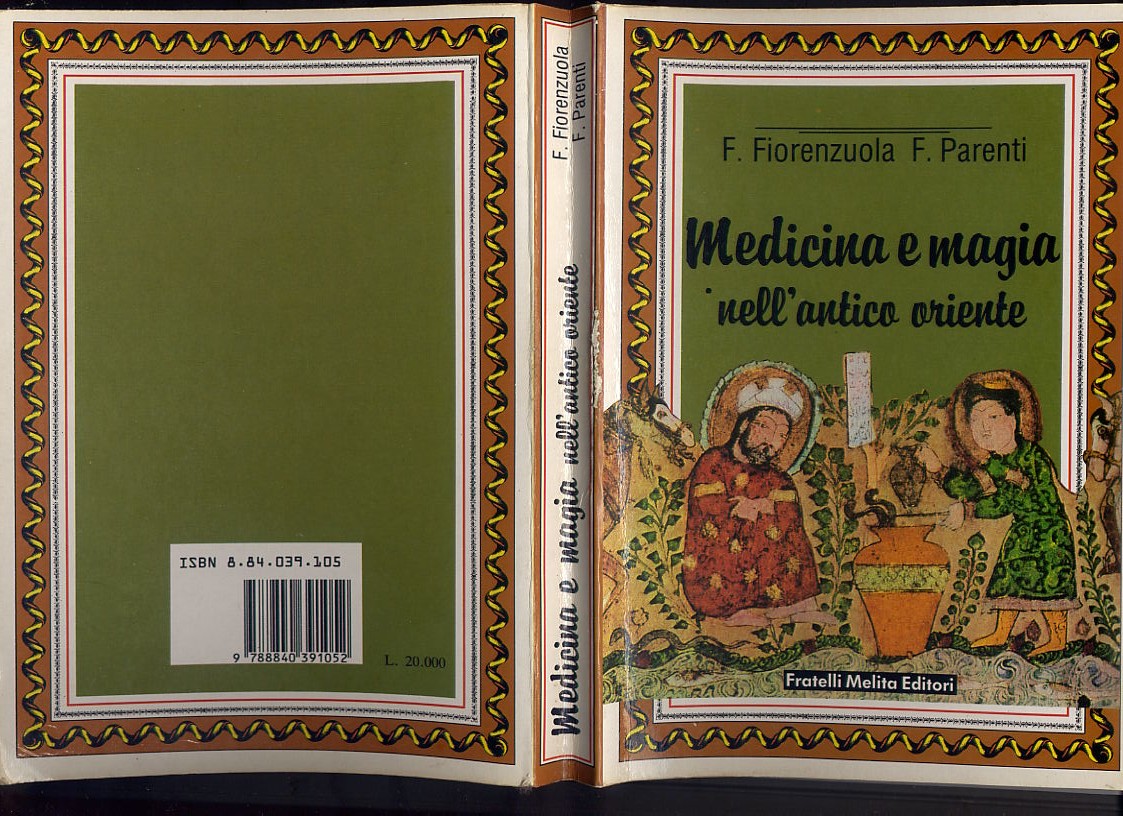 ISBN 8.84.039.105
9 788840 391052
L. 20.000
F. Fiorenzuola
F. Parenti
Medicina e magia nell'antico oriente
F. Fiorenzuola F. Parenti
Medicina e magia
nell'antico oriente
Fratelli Melita Editori